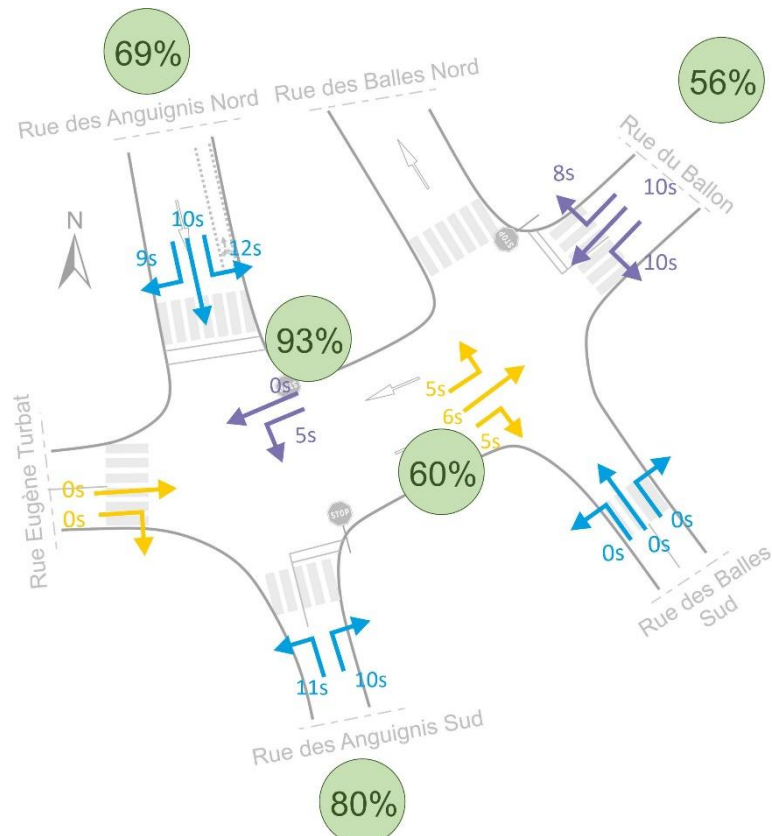 69%
Rue des Anguignis Nord
Rue des Balles Nord
56%
Rue du Ballon
N
8s
10s
10s
9s
10s
12s
STOP
93%
0s
5s
5s
6s
5s
60%
Rue Eugène Turbat
0s
0s
STOP
0s
0s
0s
Rue des Balles
Sud
11s
10s
Rue des Anguignis Sud
80%